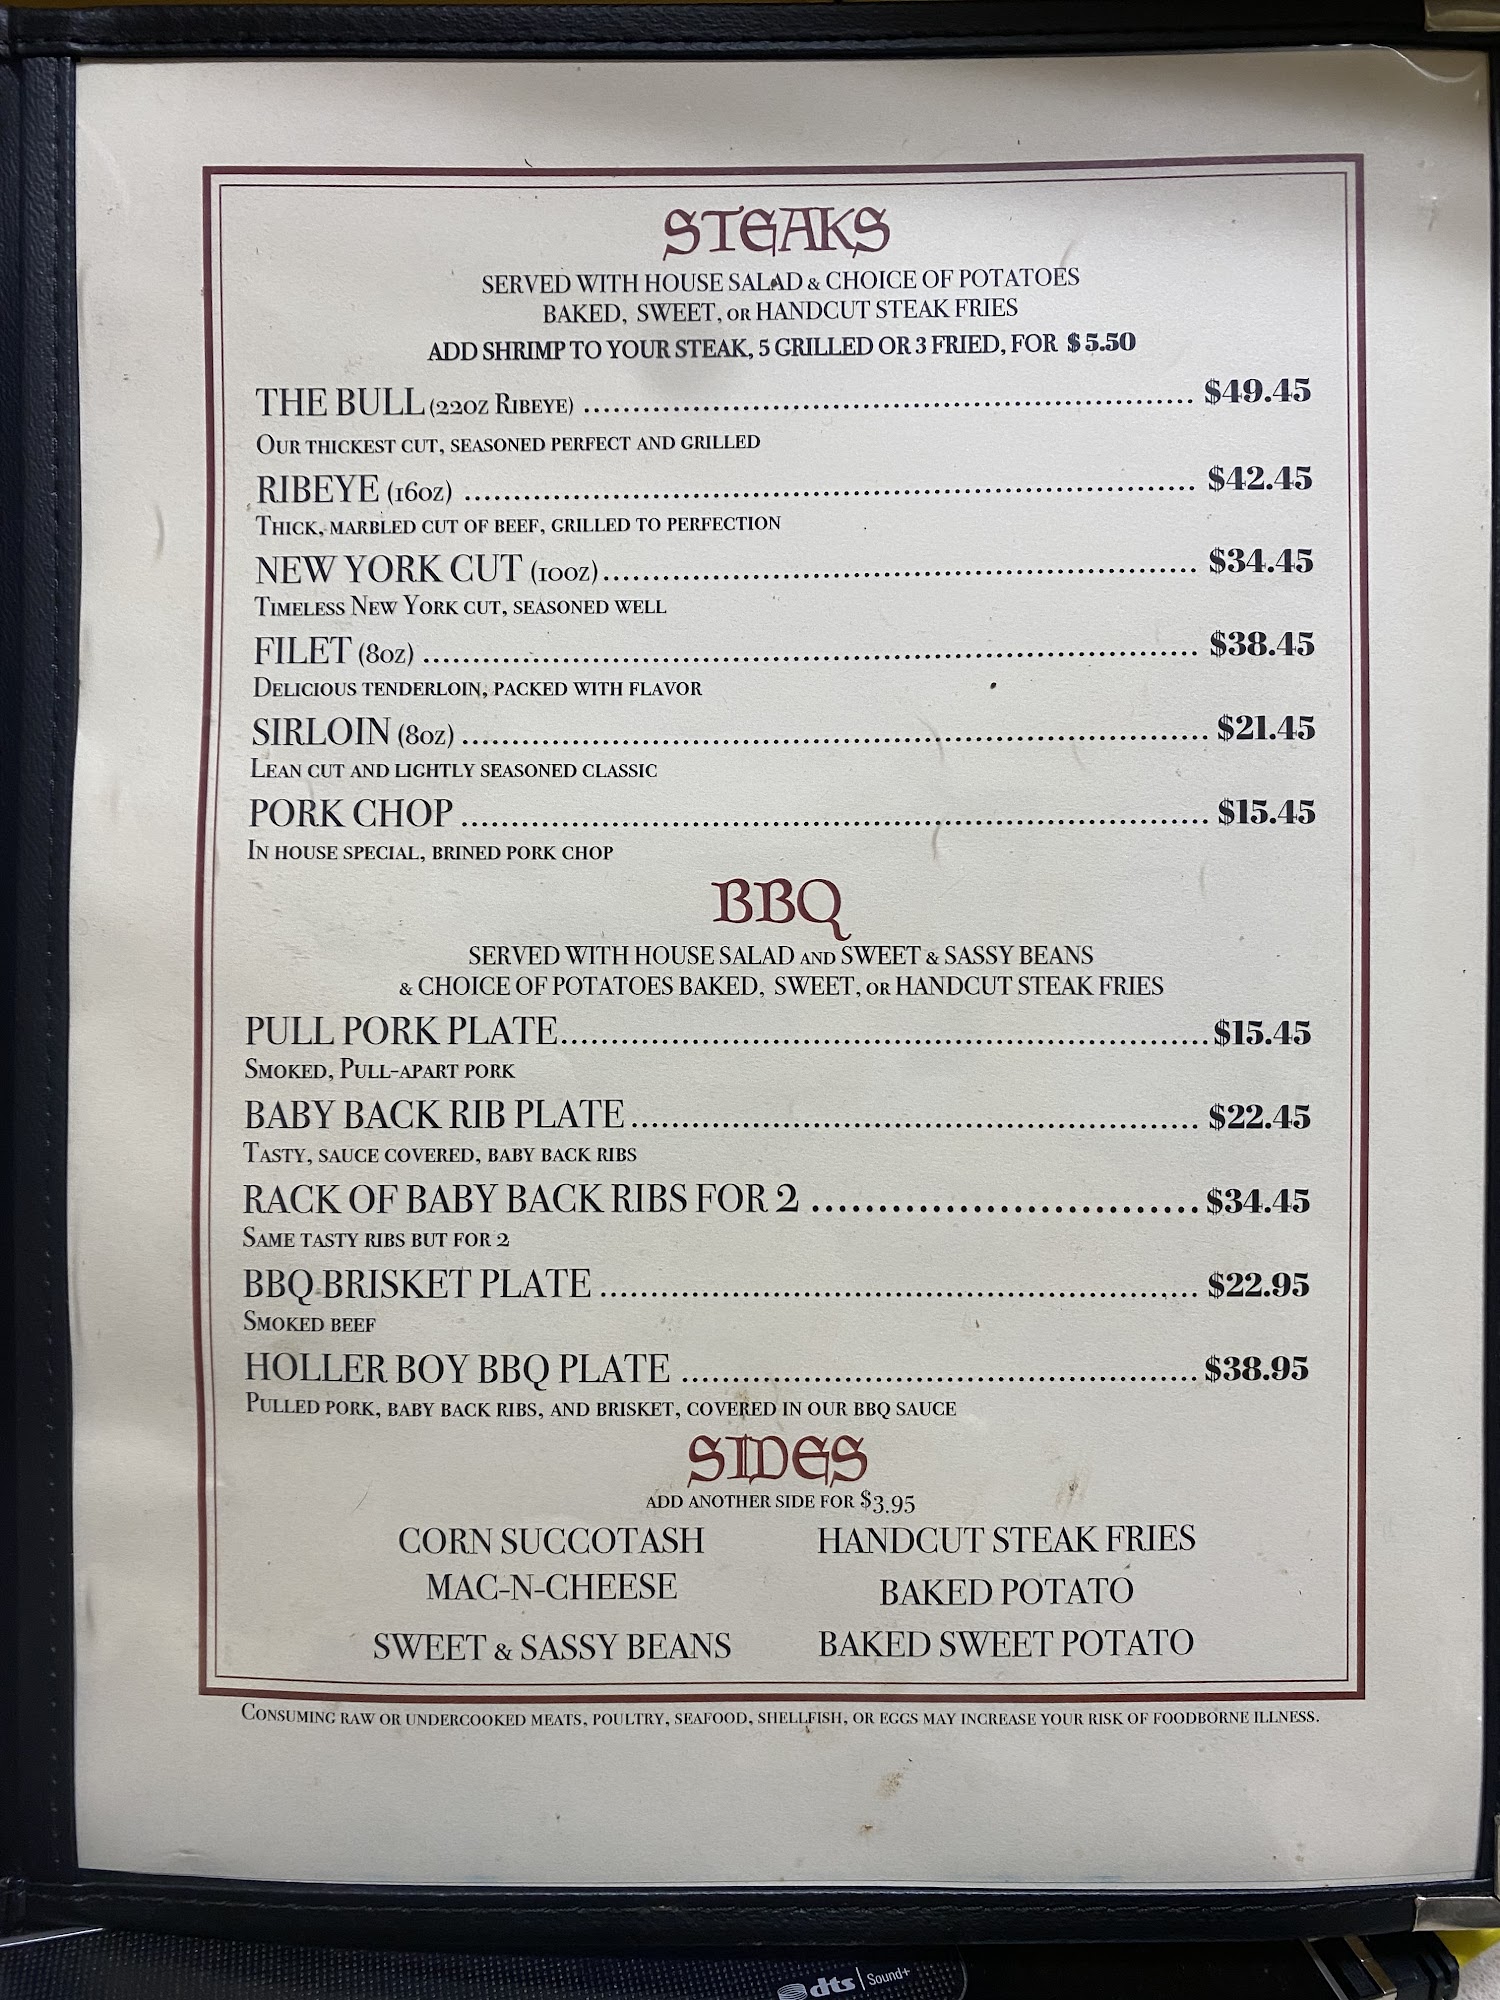 STEAKS
SERVED WITH HOUSE SALAD & CHOICE OF POTATOES
BAKED, SWEET, OR HANDCUT STEAK FRIES
ADD SHRIMP TO YOUR STEAK, 5 GRILLED OR 3 FRIED, FOR $5.50
THE BULL (22OZ RIBEYE) ........ $49.45
OUR THICKEST CUT, SEASONED PERFECT AND GRILLED
RIBEYE (16OZ) ........ $42.45
THICK, MARBLED CUT OF BEEF, GRILLED TO PERFECTION
NEW YORK CUT (10OZ)........ $34.45
TIMELESS NEW YORK CUT, SEASONED WELL
FILET (8OZ) ........ $38.45
DELICIOUS TENDERLOIN, PACKED WITH FLAVOR
SIRLOIN (8OZ) ........ $21.45
LEAN CUT AND LIGHTLY SEASONED CLASSIC
PORK CHOP ........ $15.45
IN HOUSE SPECIAL, BRINED PORK CHOP
BBQ
SERVED WITH HOUSE SALAD AND SWEET & SASSY BEANS
& CHOICE OF POTATOES BAKED, SWEET, OR HANDCUT STEAK FRIES
PULL PORK PLATE........ $15.45
SMOKED, PULL-APART PORK
BABY BACK RIB PLATE........ $22.45
TASTY, SAUCE COVERED, BABY BACK RIBS
RACK OF BABY BACK RIBS FOR 2 ........ $34.45
SAME TASTY RIBS BUT FOR 2
BBQ BRISKET PLATE ........ $22.95
SMOKED BEEF
HOLLER BOY BBQ PLATE ........ $38.95
PULLED PORK, BABY BACK RIBS, AND BRISKET, COVERED IN OUR BBQ SAUCE
SIDES
ADD ANOTHER SIDE FOR $3.95
CORN SUCCOTASH HANDCUT STEAK FRIES
MAC-N-CHEESE BAKED POTATO
SWEET & SASSY BEANS BAKED SWEET POTATO
CONSUMING RAW OR UNDERCOOKED MEATS, POULTRY, SEAFOOD, SHELLFISH, OR EGGS MAY INCREASE YOUR RISK OF FOODBORNE ILLNESS.
dts Sound+